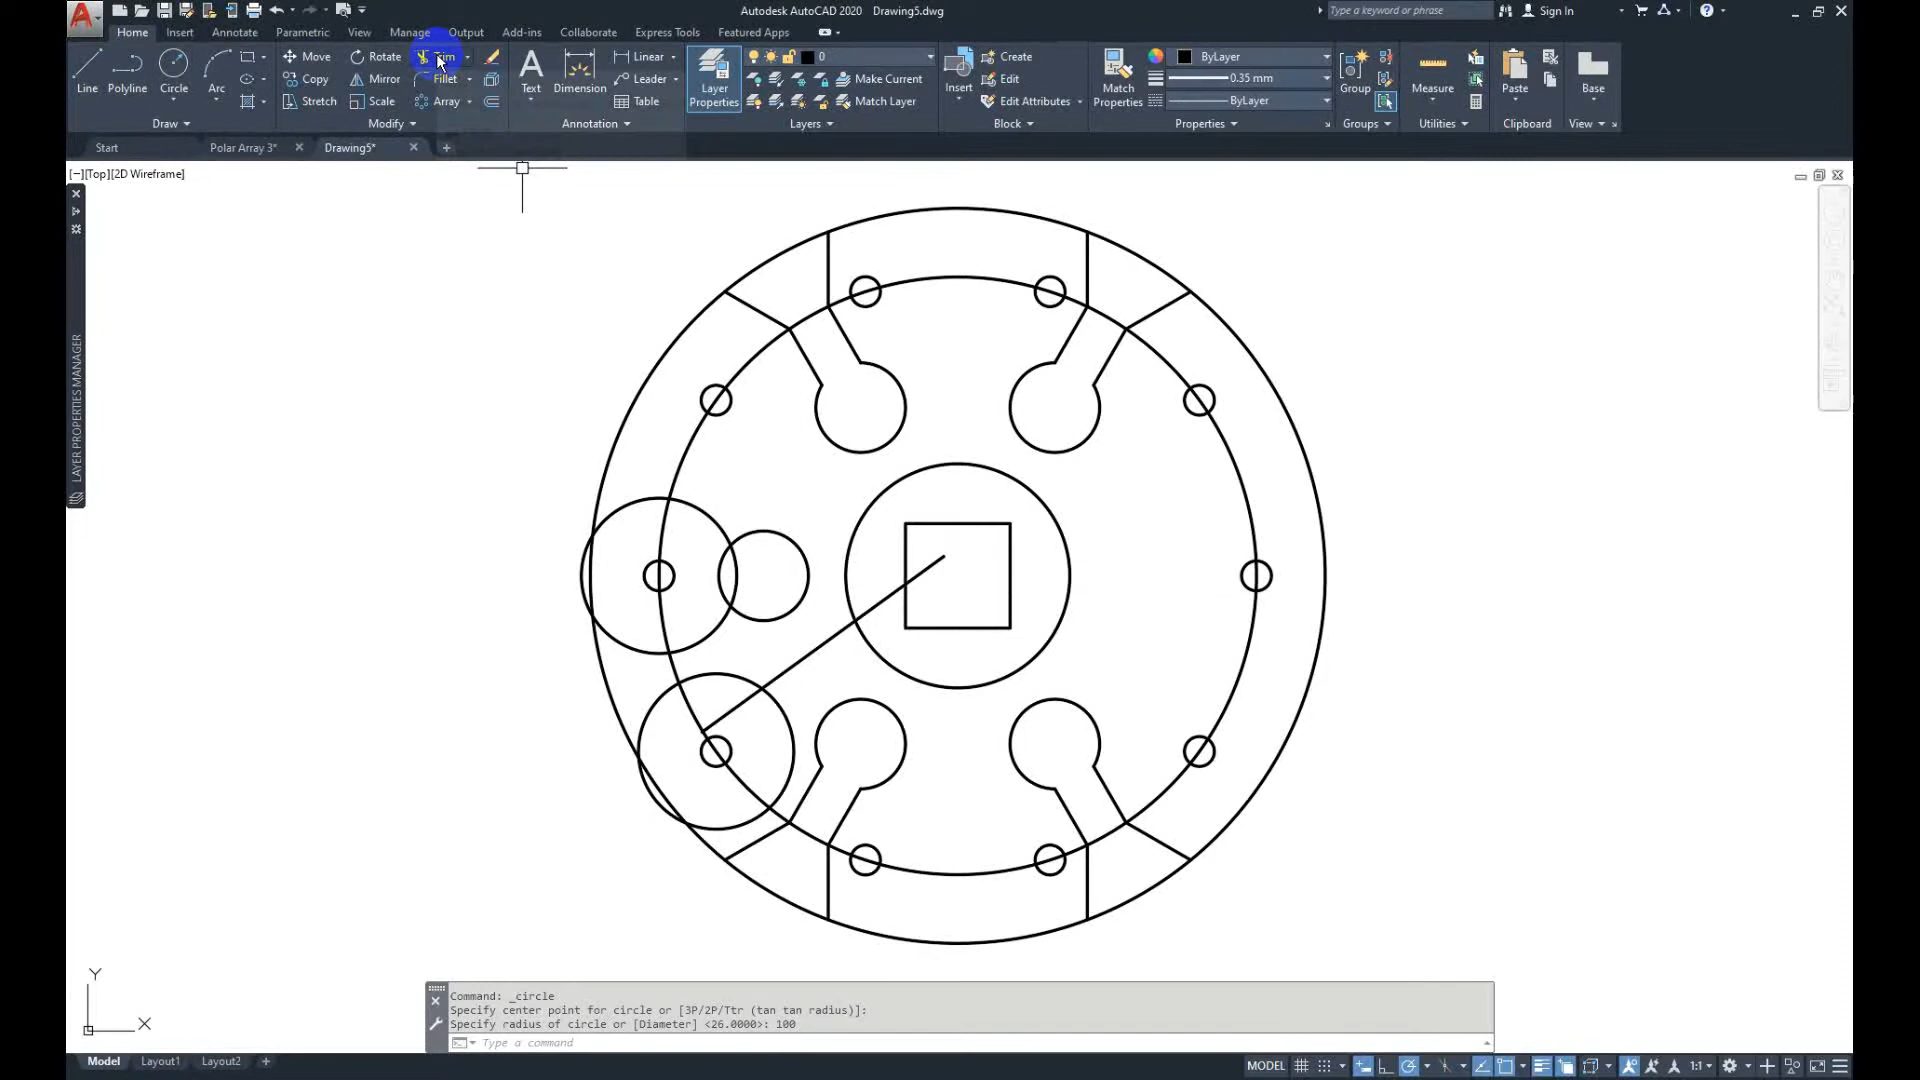 Autodesk AutoCAD 2020 Drawing5.dwg
Type a keyword or phrase
Sign In
Home Insert Annotate Parametric View Manage Output Add-ins Collaborate Express Tools Featured Apps
Line Polyline Circle Arc
Move Rotate Trim
Copy Mirror Fillet
Stretch Scale Array
Text Dimension
Linear
Leader
Table
Layer Properties
0
Make Current
Match Layer
Insert
Create
Edit
Edit Attributes
Match Properties
ByLayer
0.35 mm
ByLayer
Group Measure Paste Base
Draw Modify Annotation Layers Block Properties Groups Utilities Clipboard View
Start Polar Array 3* Drawing5*
[−][Top][2D Wireframe]
LAYER PROPERTIES MANAGER
Y
X
Command: _circle
Specify center point for circle or [3P/2P/Ttr (tan tan radius)]:
Specify radius of circle or [Diameter] <26.0000>: 100
Type a command
Model Layout1 Layout2
MODEL 1:1